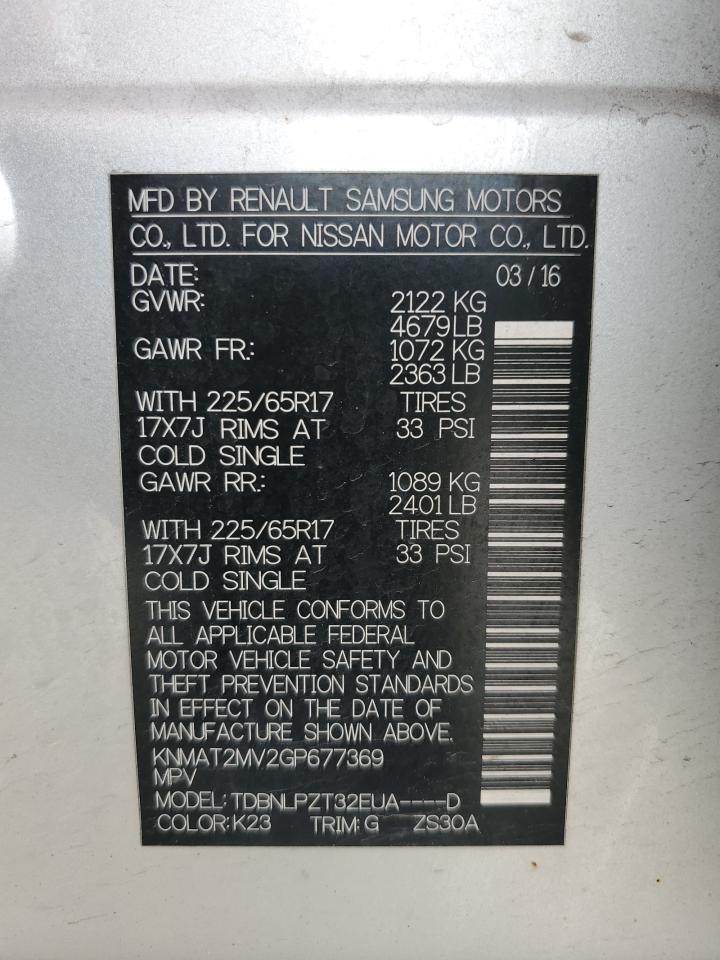 MFD BY RENAULT SAMSUNG MOTORS
CO., LTD. FOR NISSAN MOTOR CO., LTD.
DATE: 03/16
GVWR: 2122 KG
4679 LB
GAWR FR.: 1072 KG
2363 LB
WITH 225/65R17 TIRES
17X7J RIMS AT 33 PSI
COLD SINGLE
GAWR RR.: 1089 KG
2401 LB
WITH 225/65R17 TIRES
17X7J RIMS AT 33 PSI
COLD SINGLE
THIS VEHICLE CONFORMS TO
ALL APPLICABLE FEDERAL
MOTOR VEHICLE SAFETY AND
THEFT PREVENTION STANDARDS
IN EFFECT ON THE DATE OF
MANUFACTURE SHOWN ABOVE.
KNMAT2MV2GP677369
MPV
MODEL: TDBNLPZT32EUA----D
COLOR: K23 TRIM: G ZS30A